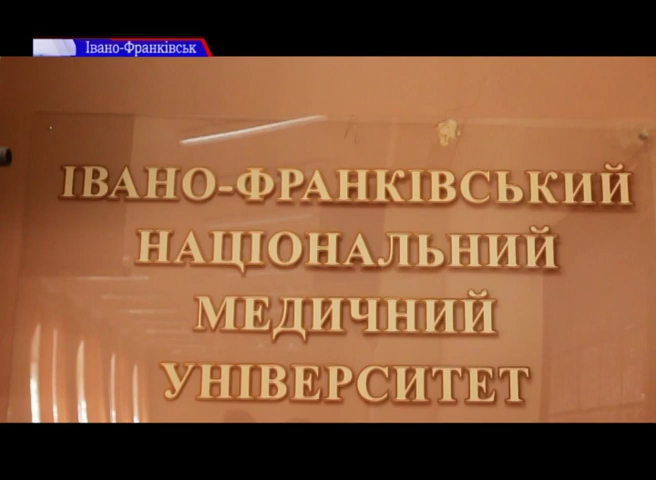 Івано-Франківськ
ІВАНО-ФРАНКІВСЬКИЙ
НАЦІОНАЛЬНИЙ
МЕДИЧНИЙ
УНІВЕРСИТЕТ